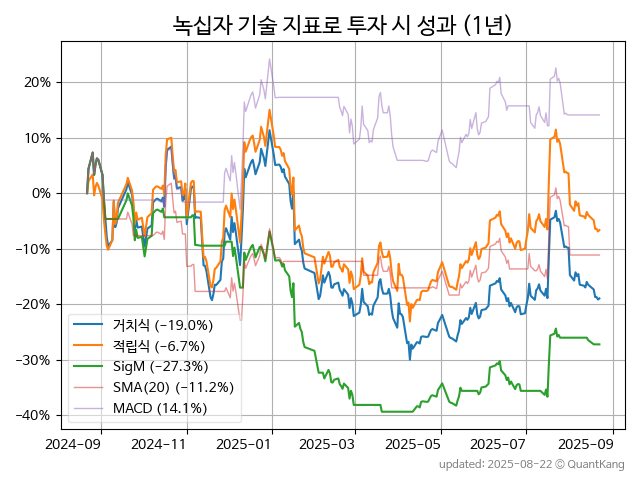 녹십자 기술 지표로 투자 시 성과 (1년)
20%
10%
0%
−10%
−20%
−30%
−40%
거치식 (−19.0%)
적립식 (−6.7%)
SigM (−27.3%)
SMA(20) (−11.2%)
MACD (14.1%)
2024-09
2024-11
2025-01
2025-03
2025-05
2025-07
2025-09
updated: 2025-08-22 © QuantKang